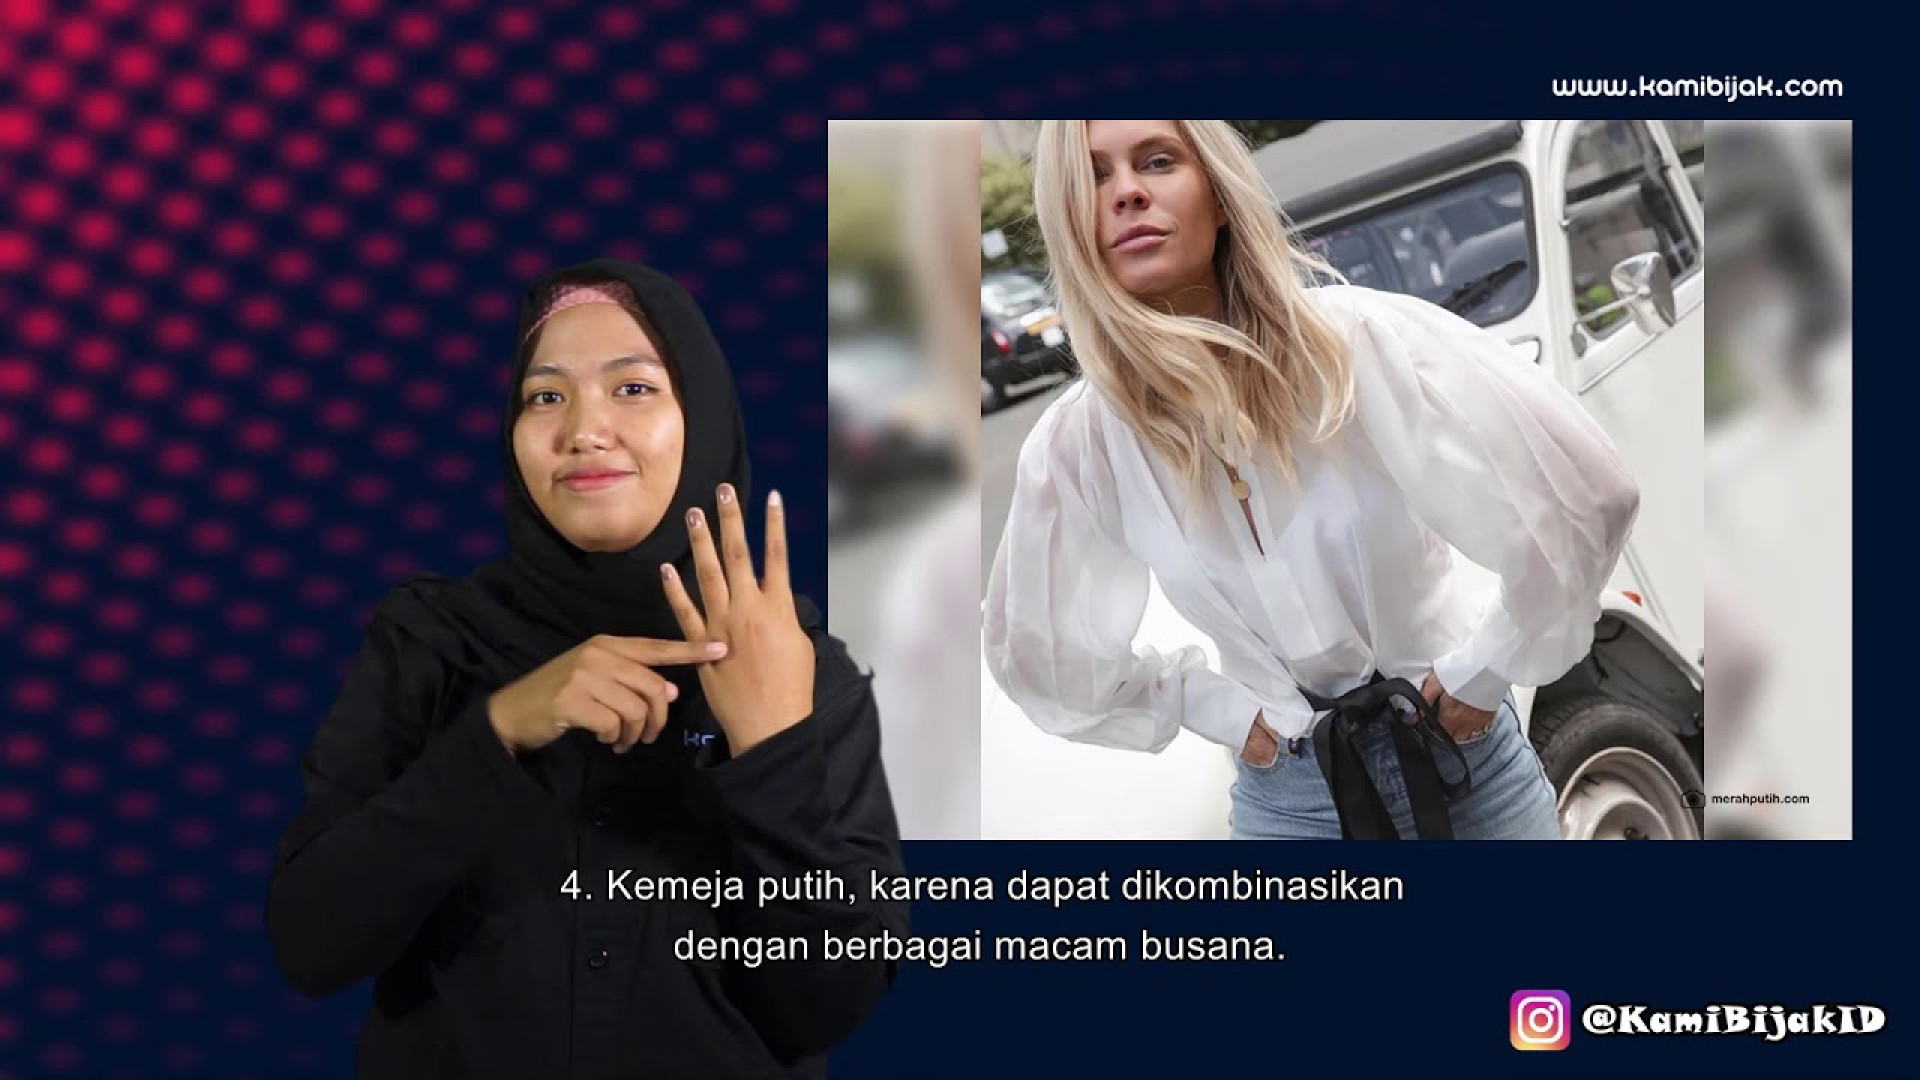 www.kamibijak.com
merahputih.com
4. Kemeja putih, karena dapat dikombinasikan
dengan berbagai macam busana.
@KamiBijakID